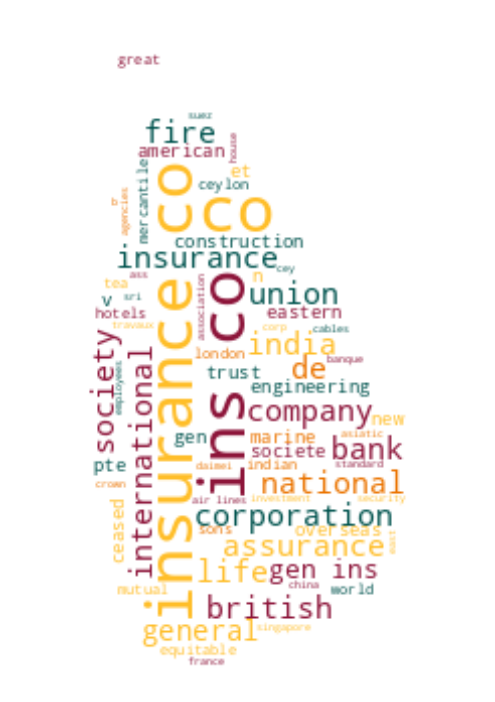 great
suez
fire
house
american
mercantile
et
ceylon
co
co
agencies
construction
insurance
cey
ass
association
n
tea
co
union
v
sri
hotels
eastern
travaux
corp
cables
india
society
employees
london
de
banque
trust
engineering
international
insurance
ins
company
new
gen
marine
asiatic
societe
bank
pte
daimei
indian
standard
crown
national
air lines
investment
security
ceased
corporation
sons
overseas
assurance
east
life
gen ins
china
mutual
world
british
general
singapore
equitable
france